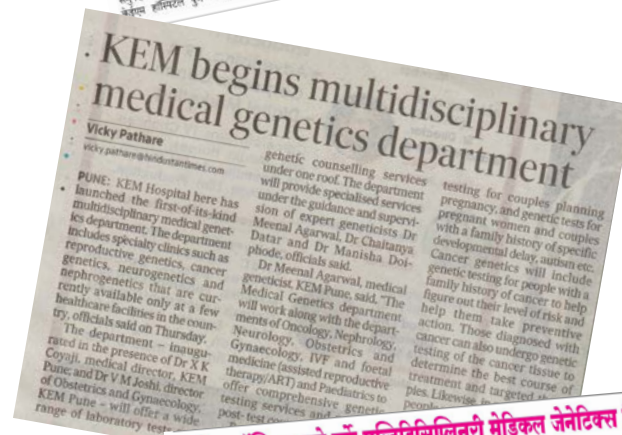 KEM begins multidisciplinary
medical genetics department
Vicky Pathare
vicky.pathare@hindustantimes.com
PUNE: KEM Hospital here has
launched the first-of-its-kind
multidisciplinary medical genet-
ics department. The department
includes specialty clinics such as
reproductive genetics, cancer
genetics, neurogenetics and
nephrogenetics that are cur-
rently available only at a few
healthcare facilities in the coun-
try, officials said on Thursday.
The department – inaugu-
rated in the presence of Dr X K
Coyaji, medical director, KEM
Pune; and Dr V M Joshi, director
of Obstetrics and Gynaecology,
KEM Pune – will offer a wide
range of laboratory tests
genetic counselling services
under one roof. The department
will provide specialised services
under the guidance and supervi-
sion of expert geneticists Dr
Meenal Agarwal, Dr Chaitanya
Datar and Dr Manisha Doi-
phode, officials said.
Dr Meenal Agarwal, medical
geneticist, KEM Pune, said, "The
Medical Genetics department
will work along with the depart-
ments of Oncology, Nephrology,
Neurology, Obstetrics and
Gynaecology, IVF and foetal
medicine (assisted reproductive
therapy/ART) and Paediatrics to
offer comprehensive genetic
testing services and
post-test
testing for couples planning
pregnancy, and genetic tests for
pregnant women and couples
with a family history of specific
developmental delay, autism etc.
Cancer genetics will include
genetic testing for people with a
family history of cancer to help
figure out their level of risk and
help them take preventive
action. Those diagnosed with
cancer can also undergo genetic
testing of the cancer tissue to
determine the best course of
treatment and targeted
ples. Likewise, in
मेडिकल जेनेटिक्स